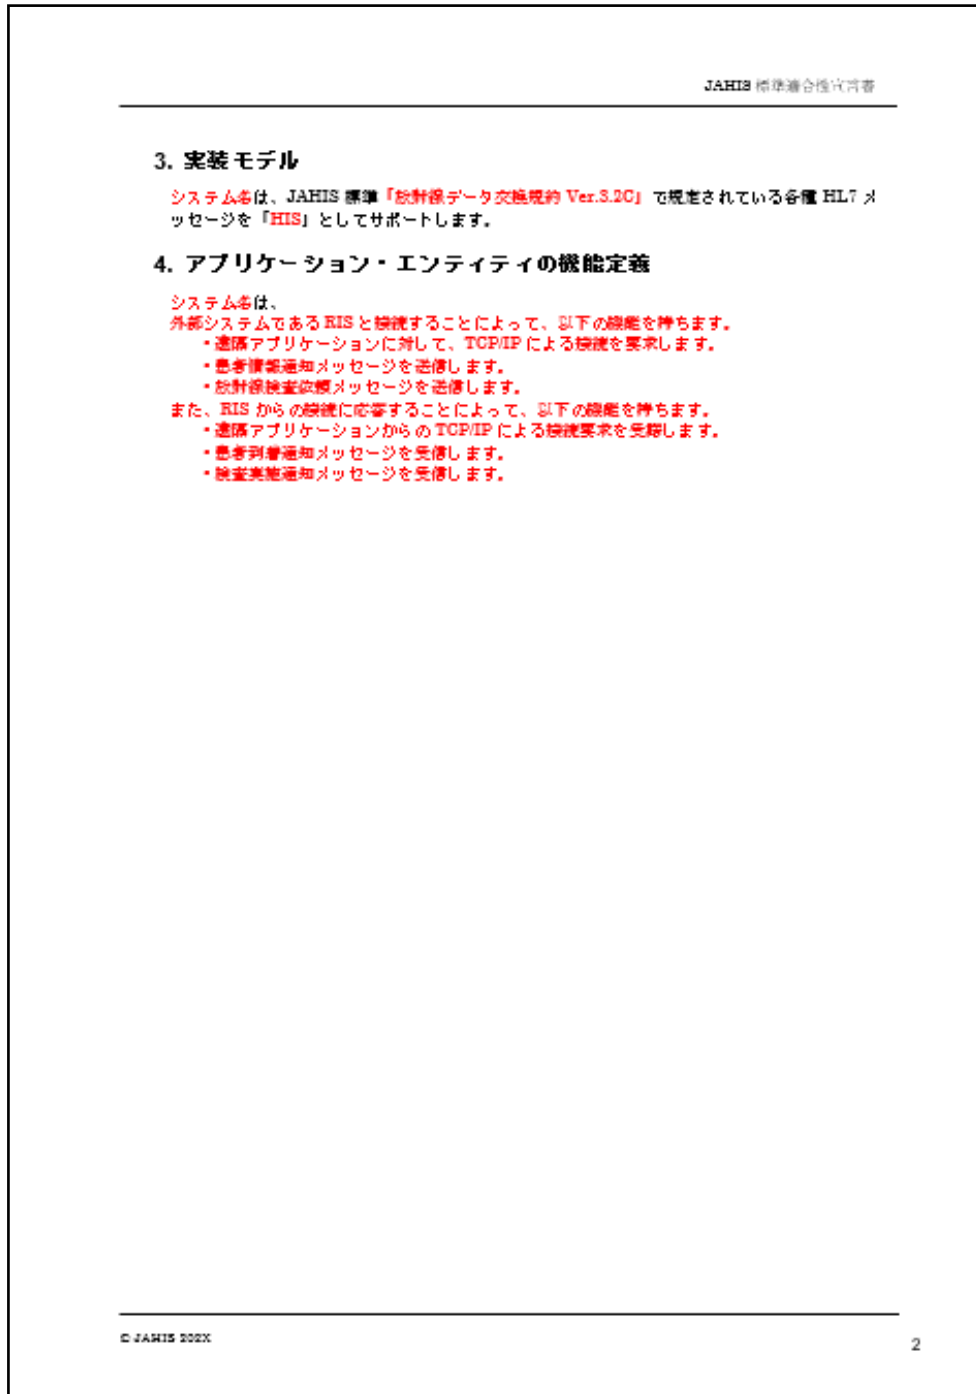 JAHIS 標準適合性宣言書
3. 実装モデル
システム名は、JAHIS 標準「放射線データ交換規約 Ver.3.2C」で規定されている各種 HL7 メ
ッセージを「HIS」としてサポートします。
4. アプリケーション・エンティティの機能定義
システム名は、
外部システムである RIS と接続することによって、以下の機能を持ちます。
・遠隔アプリケーションに対して、TCP/IP による接続を要求します。
・患者情報通知メッセージを送信します。
・放射線検査依頼メッセージを送信します。
また、RIS からの接続に応答することによって、以下の機能を持ちます。
・遠隔アプリケーションからの TCP/IP による接続要求を受諾します。
・患者到着通知メッセージを受信します。
・検査実施通知メッセージを受信します。
© JAHIS 202X
2